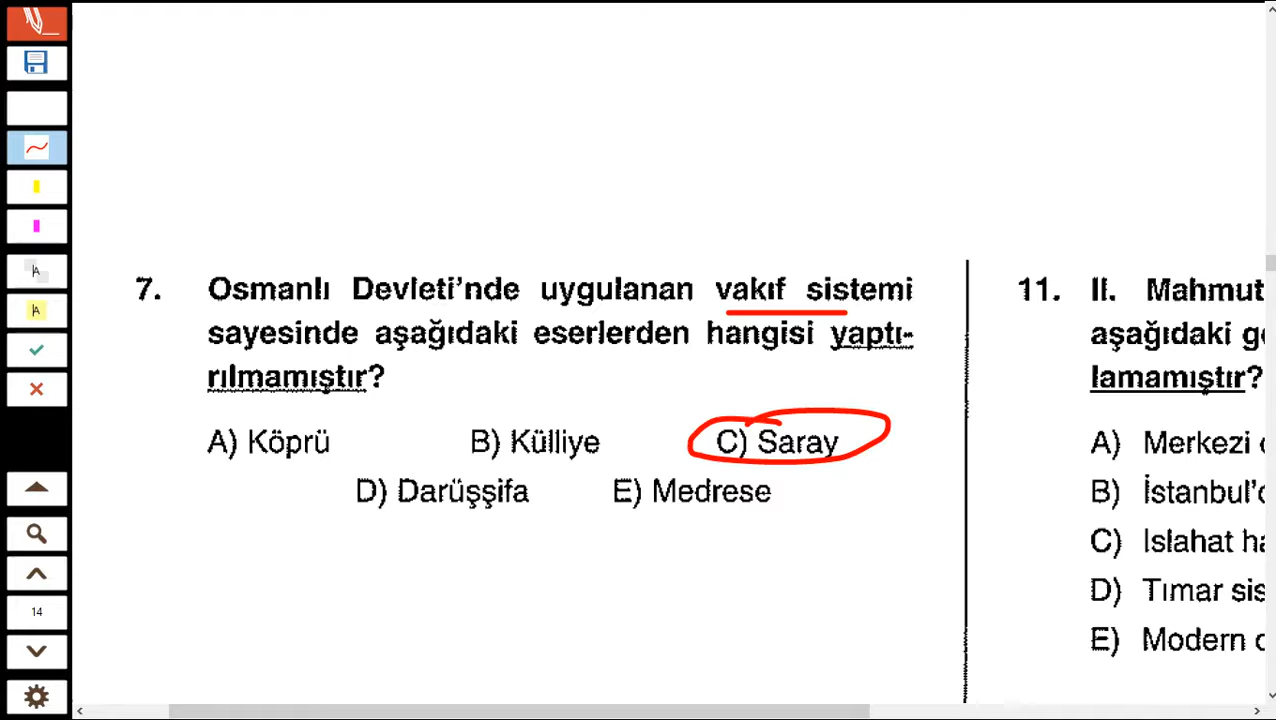 7. Osmanlı Devleti'nde uygulanan vakıf sistemi
sayesinde aşağıdaki eserlerden hangisi yaptı-
rılmamıştır?
A) Köprü B) Külliye C) Saray
D) Darüşşifa E) Medrese
11. II. Mahmut
aşağıdaki g
lamamıştır?
A) Merkezi
B) İstanbul'
C) Islahat ha
D) Tımar sis
E) Modern
A
A
14